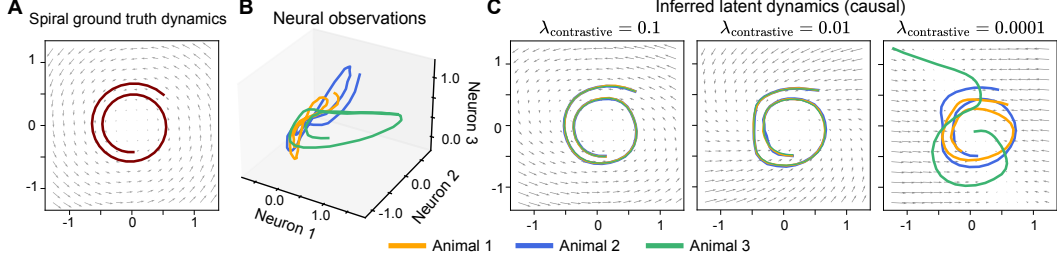 A
Spiral ground truth dynamics
1
0
-1
-1
0
1
B
Neural observations
1.0
0.0
Neuron 3
0.0
1.0
Neuron 1
-1.0
0.0
Neuron 2
C
Inferred latent dynamics (causal)
λcontrastive = 0.1
λcontrastive = 0.01
λcontrastive = 0.0001
1
0
-1
-1
0
1
-1
0
1
-1
0
1
Animal 1
Animal 2
Animal 3